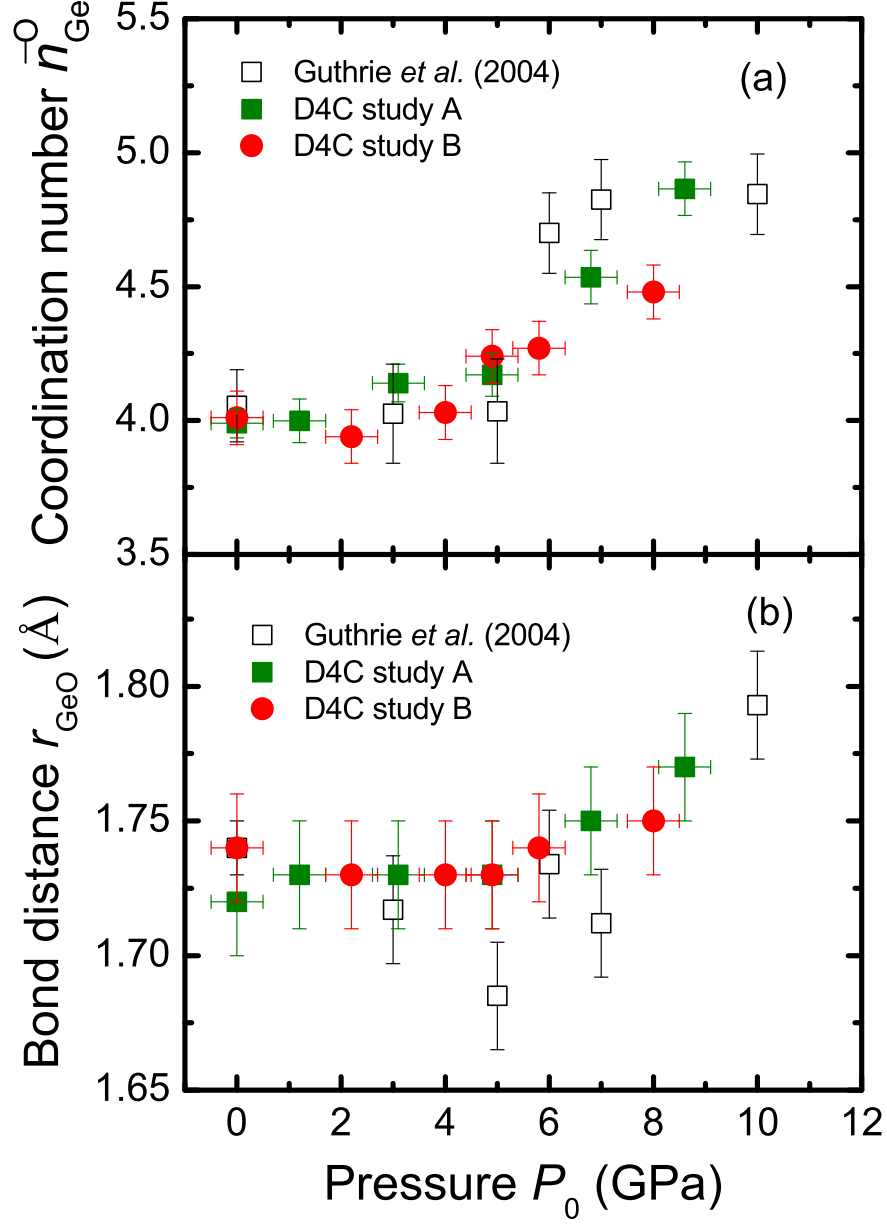 Coordination number n̄ Ge–O
5.5
5.0
4.5
4.0
3.5
Guthrie et al. (2004)
D4C study A
D4C study B
(a)
Bond distance r GeO (Å)
1.80
1.75
1.70
1.65
Guthrie et al. (2004)
D4C study A
D4C study B
(b)
0 2 4 6 8 10 12
Pressure P0 (GPa)